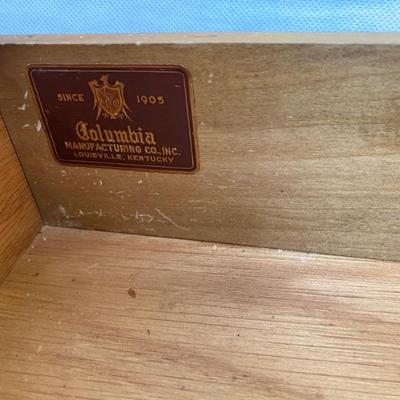 SINCE 1905
Columbia
MANUFACTURING CO., INC.
LOUISVILLE, KENTUCKY